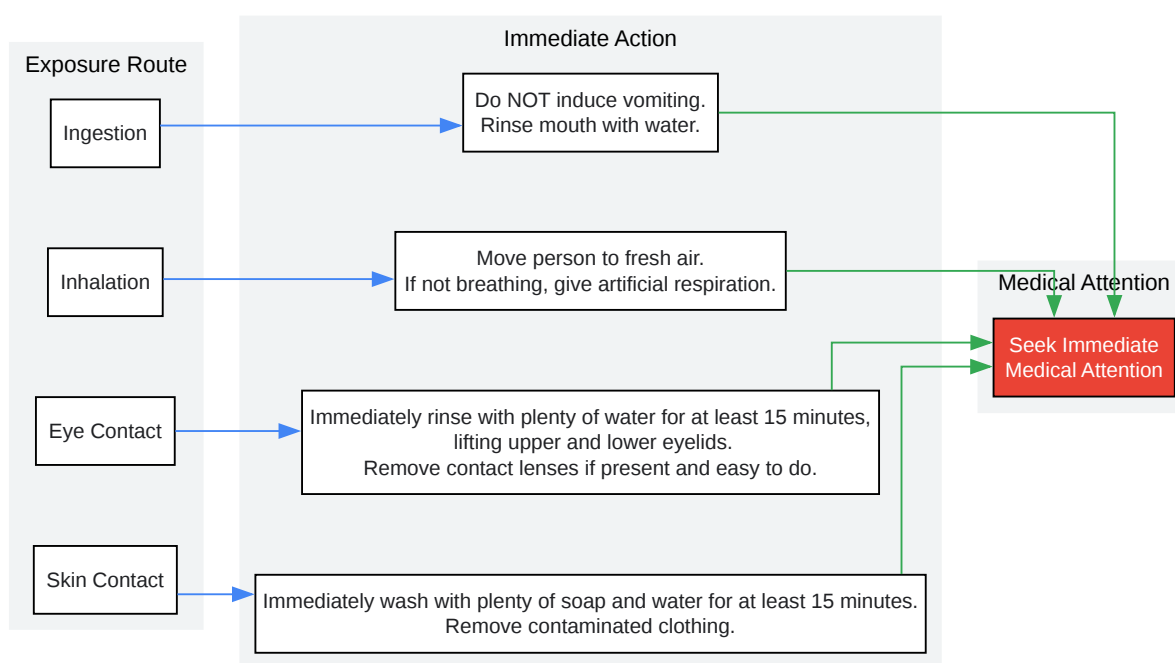 Exposure Route
Immediate Action
Ingestion
Do NOT induce vomiting.
Rinse mouth with water.
Inhalation
Move person to fresh air.
If not breathing, give artificial respiration.
Medical Attention
Seek Immediate
Medical Attention
Eye Contact
Immediately rinse with plenty of water for at least 15 minutes,
lifting upper and lower eyelids.
Remove contact lenses if present and easy to do.
Skin Contact
Immediately wash with plenty of soap and water for at least 15 minutes.
Remove contaminated clothing.